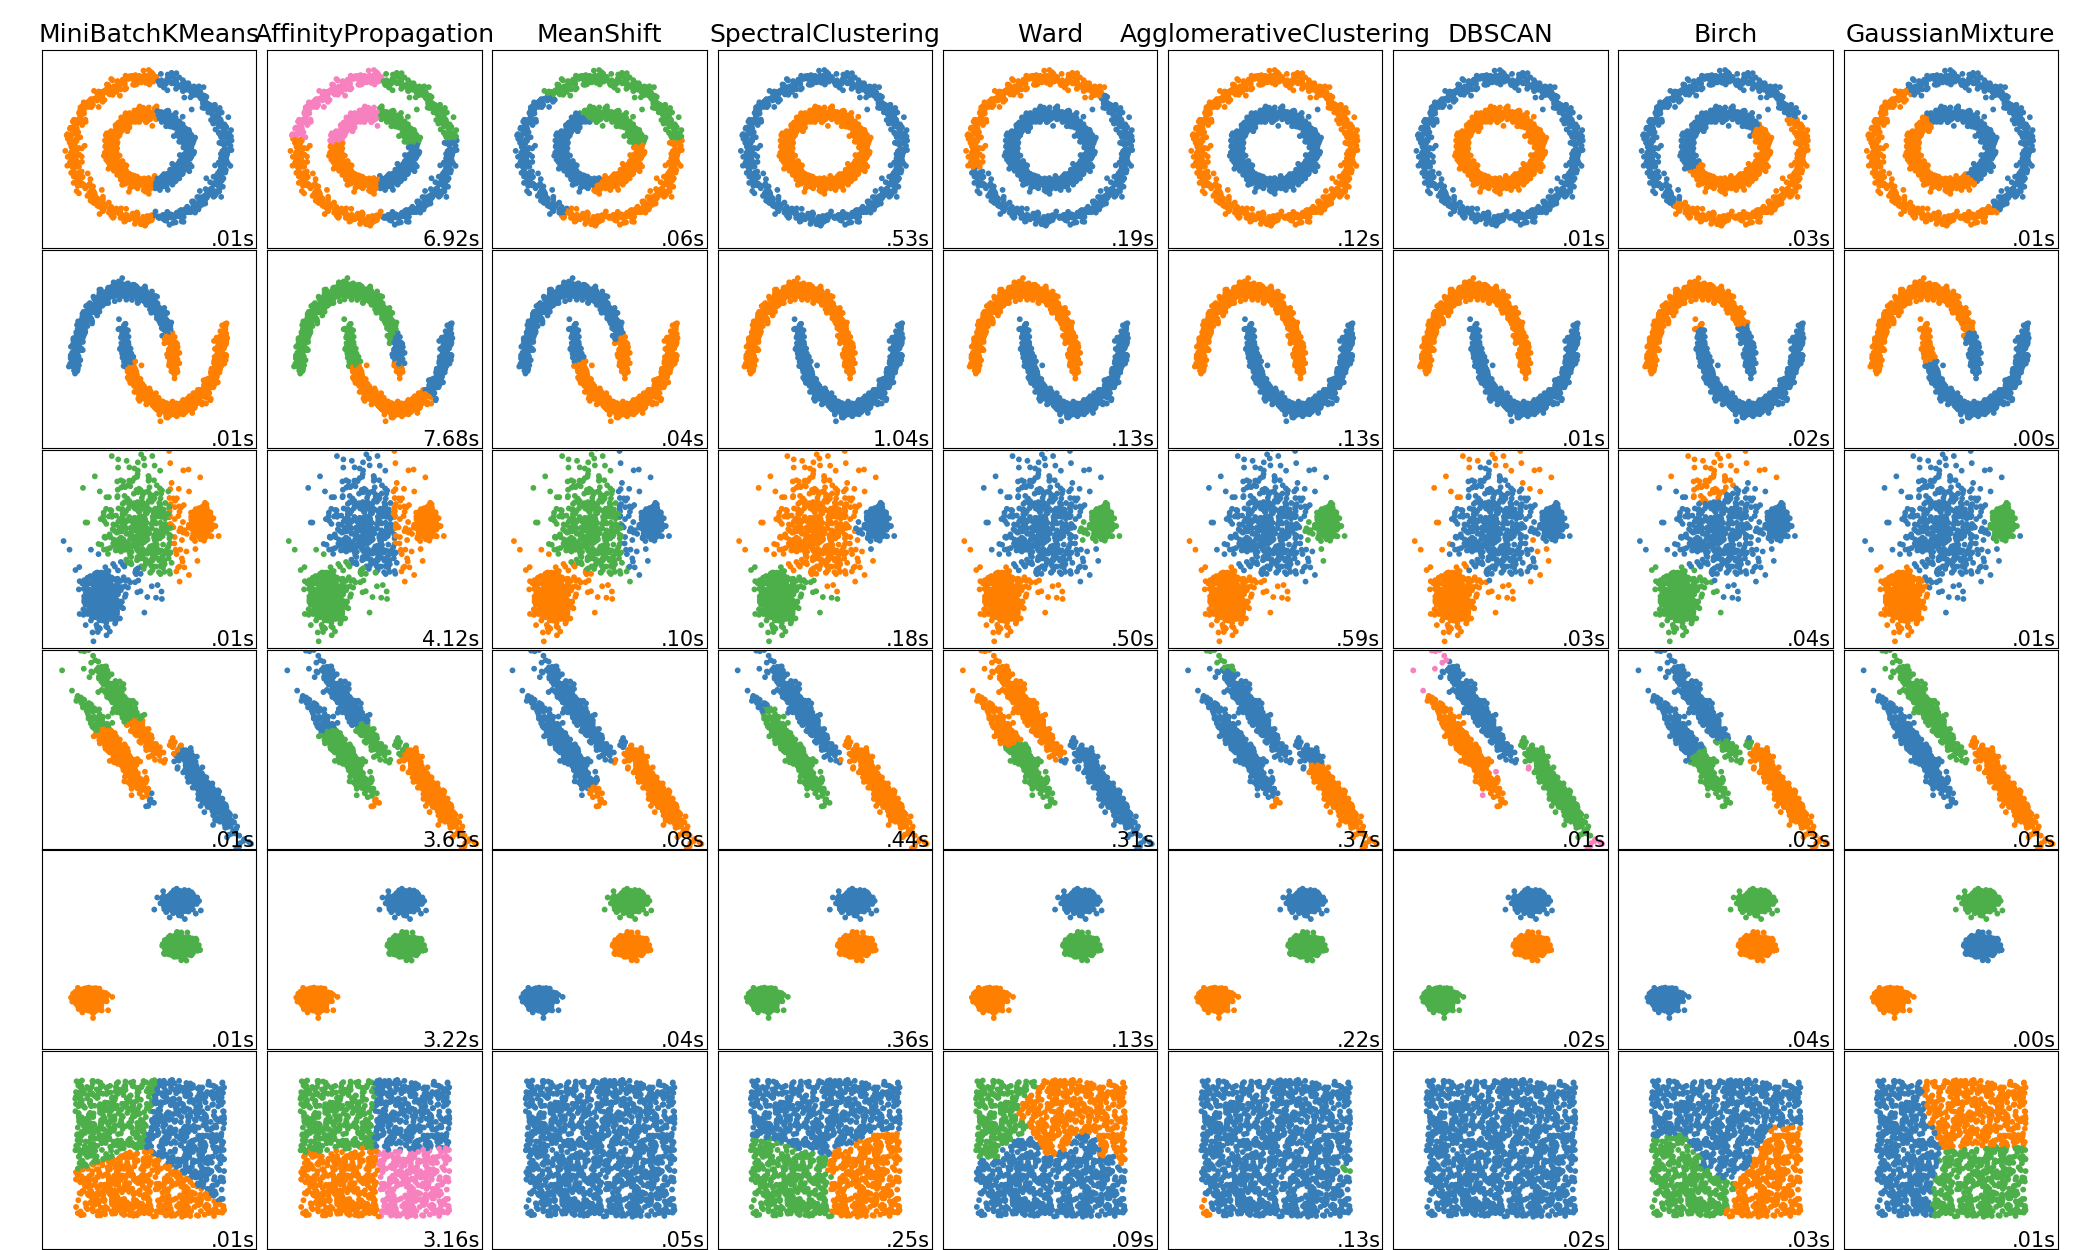 MiniBatchKMeans AffinityPropagation MeanShift SpectralClustering Ward AgglomerativeClustering DBSCAN Birch GaussianMixture
.01s 6.92s .06s .53s .19s .12s .01s .03s .01s
.01s 7.68s .04s 1.04s .13s .13s .01s .02s .00s
.01s 4.12s .10s .18s .50s .59s .03s .04s .01s
.01s 3.65s .08s .44s .31s .37s .01s .03s .01s
.01s 3.22s .04s .36s .13s .22s .02s .04s .00s
.01s 3.16s .05s .25s .09s .13s .02s .03s .01s